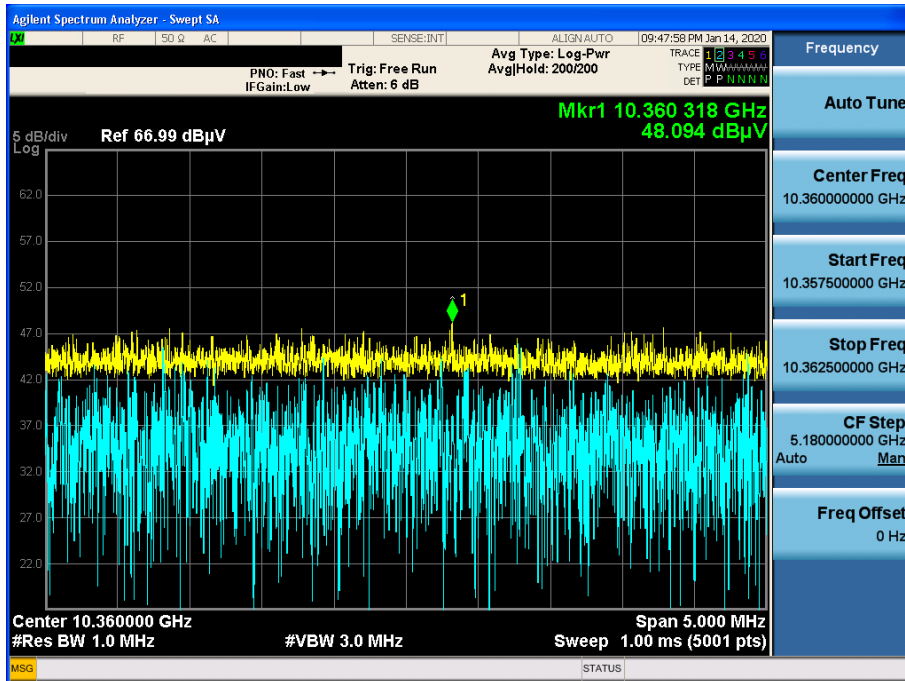 Agilent Spectrum Analyzer - Swept SA
LXI RF 50 Ω AC SENSE:INT ALIGN AUTO 09:47:58 PM Jan 14, 2020
PNO: Fast
IFGain:Low
Trig: Free Run
Atten: 6 dB
Avg Type: Log-Pwr
Avg|Hold: 200/200
TRACE 1 2 3 4 5 6
TYPE M
DET P P N N N N
Mkr1 10.360 318 GHz
48.094 dBµV
5 dB/div Ref 66.99 dBµV
Log
62.0
57.0
52.0
1
47.0
42.0
37.0
32.0
27.0
22.0
Center 10.360000 GHz Span 5.000 MHz
#Res BW 1.0 MHz #VBW 3.0 MHz Sweep 1.00 ms (5001 pts)
MSG STATUS
Frequency
Auto Tune
Center Freq
10.360000000 GHz
Start Freq
10.357500000 GHz
Stop Freq
10.362500000 GHz
CF Step
5.180000000 GHz
Auto Man
Freq Offset
0 Hz